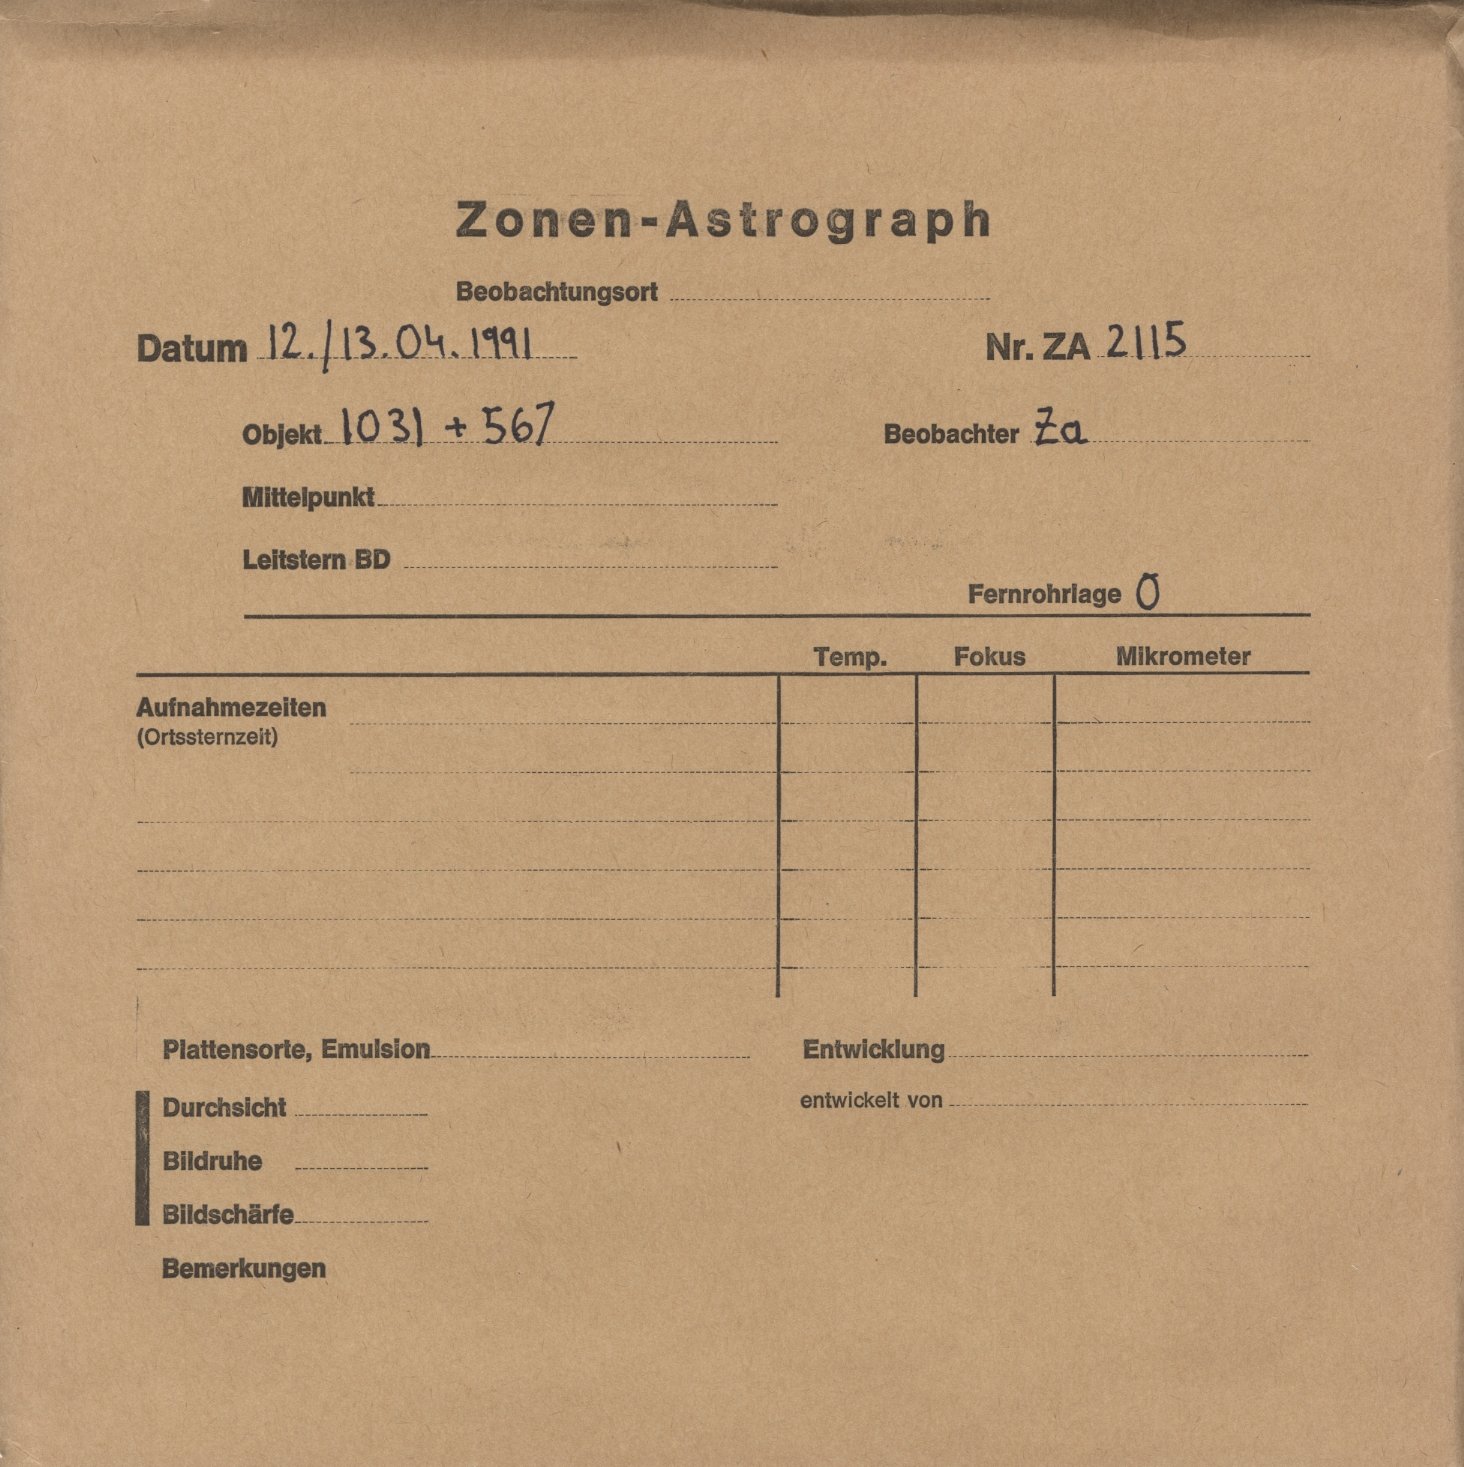 Zonen-Astrograph
Beobachtungsort
Datum 12./13.04.1991 Nr. ZA 2115
Objekt 1031 + 567 Beobachter Za
Mittelpunkt
Leitstern BD
Fernrohrlage O
Temp. Fokus Mikrometer
Aufnahmezeiten
(Ortssternzeit)
Plattensorte, Emulsion Entwicklung
Durchsicht entwickelt von
Bildruhe
Bildschärfe
Bemerkungen